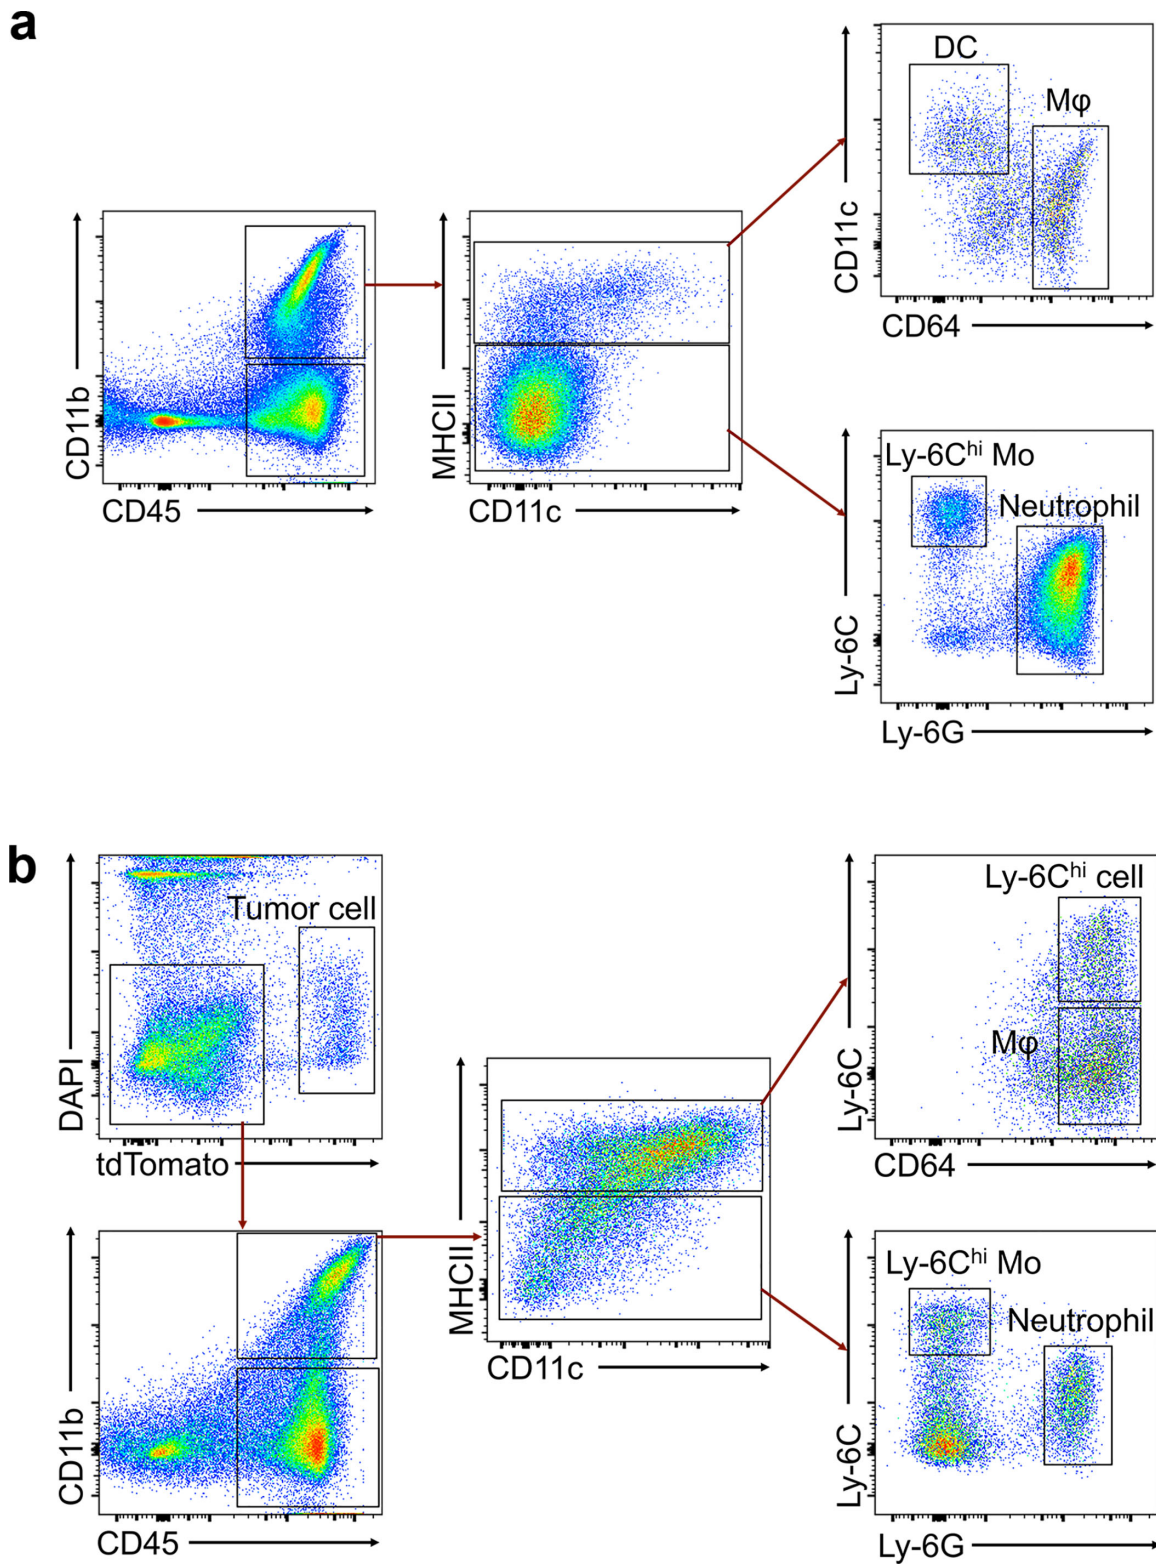 a
DC
Mφ
CD11c
CD64
CD11b
CD45
MHCII
CD11c
Ly-6Chi Mo
Neutrophil
Ly-6C
Ly-6G
b
Tumor cell
DAPI
tdTomato
CD11b
CD45
MHCII
CD11c
Ly-6Chi cell
Mφ
Ly-6C
CD64
Ly-6Chi Mo
Neutrophil
Ly-6C
Ly-6G